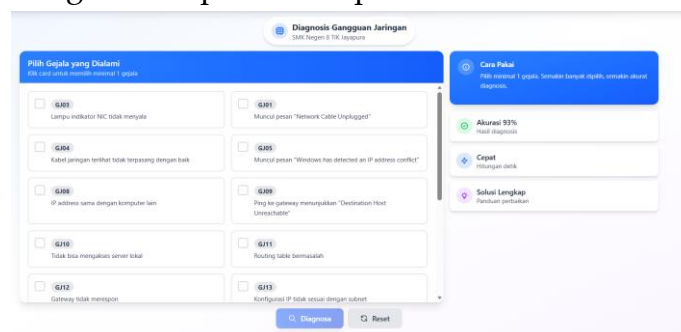 Diagnosis Gangguan Jaringan
SMK Negeri 8 TIK Jayapura
Pilih Gejala yang Dialami
Klik card untuk memilih minimal 1 gejala
GJ03
Lampu indikator NIC tidak menyala
GJ01
Muncul pesan "Network Cable Unplugged"
GJ04
Kabel jaringan terlihat tidak terpasang dengan baik
GJ05
Muncul pesan "Windows has detected an IP address conflict"
GJ08
IP address sama dengan komputer lain
GJ09
Ping ke gateway menunjukkan "Destination Host
Unreachable"
GJ10
Tidak bisa mengakses server lokal
GJ11
Routing table bermasalah
GJ12
Gateway tidak merespon
GJ13
Konfigurasi IP tidak sesuai dengan subnet
Cara Pakai
Pilih minimal 1 gejala. Semakin banyak dipilih, semakin akurat
diagnosis.
Akurasi 93%
Hasil diagnosis
Cepat
Hitungan detik
Solusi Lengkap
Panduan perbaikan
Diagnosa
Reset